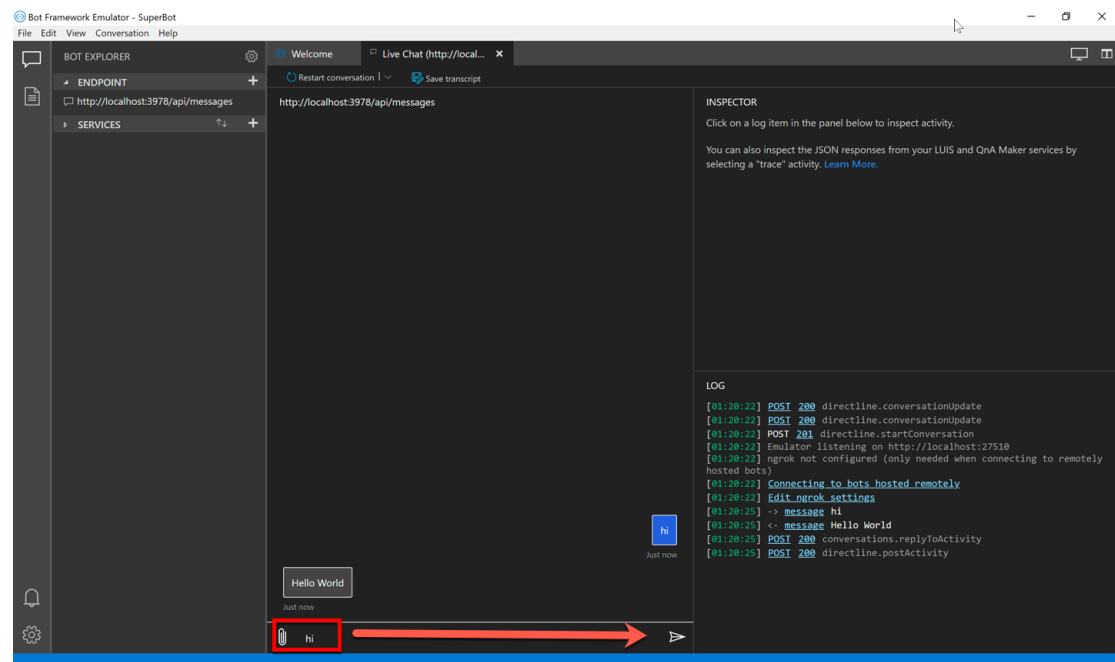 Bot Framework Emulator - SuperBot
File Edit View Conversation Help
BOT EXPLORER
ENDPOINT
http://localhost:3978/api/messages
SERVICES
Welcome
Live Chat (http://local...
Restart conversation
Save transcript
http://localhost:3978/api/messages
hi
Just now
Hello World
Just now
hi
INSPECTOR
Click on a log item in the panel below to inspect activity.
You can also inspect the JSON responses from your LUIS and QnA Maker services by
selecting a "trace" activity. Learn More.
LOG
[01:20:22] POST 200 directline.conversationUpdate
[01:20:22] POST 200 directline.conversationUpdate
[01:20:22] POST 201 directline.startConversation
[01:20:22] Emulator listening on http://localhost:27510
[01:20:22] ngrok not configured (only needed when connecting to remotely
hosted bots)
[01:20:22] Connecting to bots hosted remotely
[01:20:22] Edit ngrok settings
[01:20:25] -> message hi
[01:20:25] <- message Hello World
[01:20:25] POST 200 conversations.replyToActivity
[01:20:25] POST 200 directline.postActivity